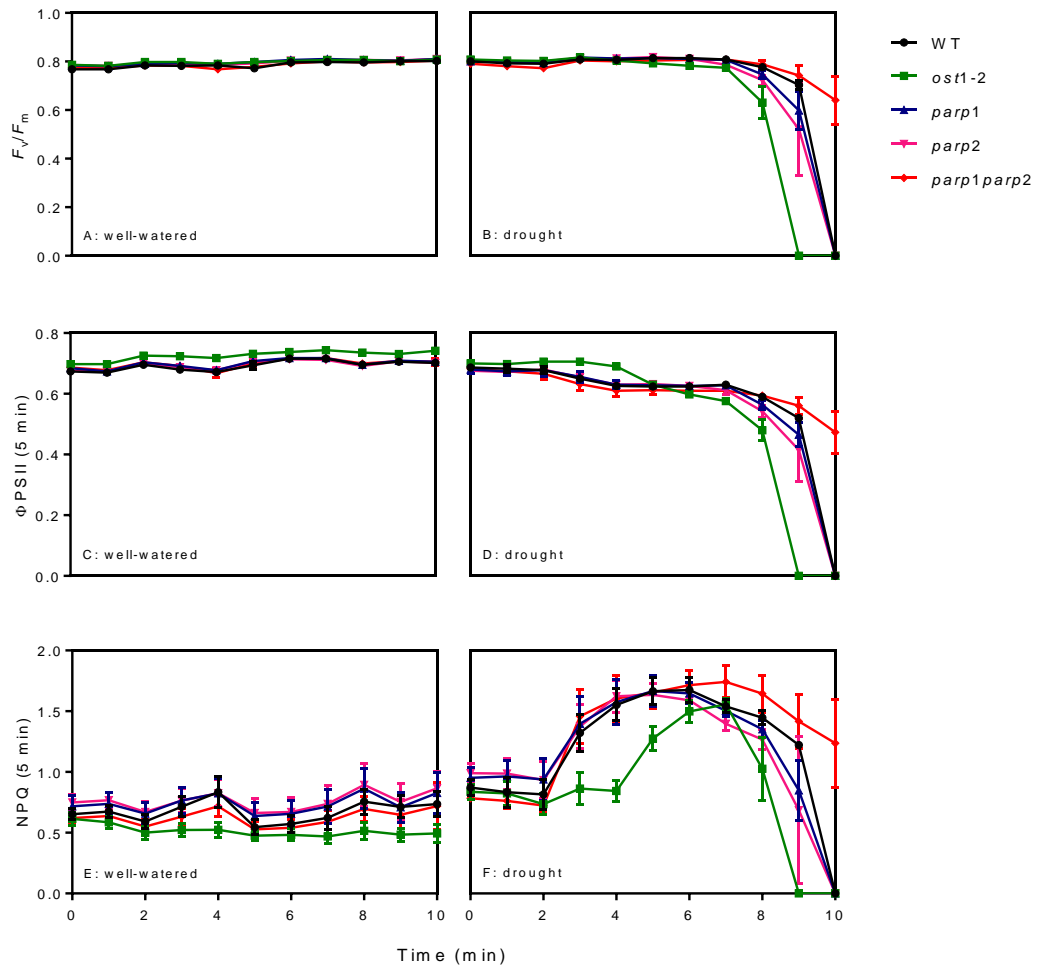 1.0
0.8
0.6
0.4
0.2
0.0
Fv/Fm
A: well-watered
B: drought
WT
ost1-2
parp1
parp2
parp1parp2
0.8
0.6
0.4
0.2
0.0
ΦPSII (5 min)
C: well-watered
D: drought
2.0
1.5
1.0
0.5
0.0
NPQ (5 min)
E: well-watered
F: drought
0 2 4 6 8 10
0 2 4 6 8 10
Time (min)